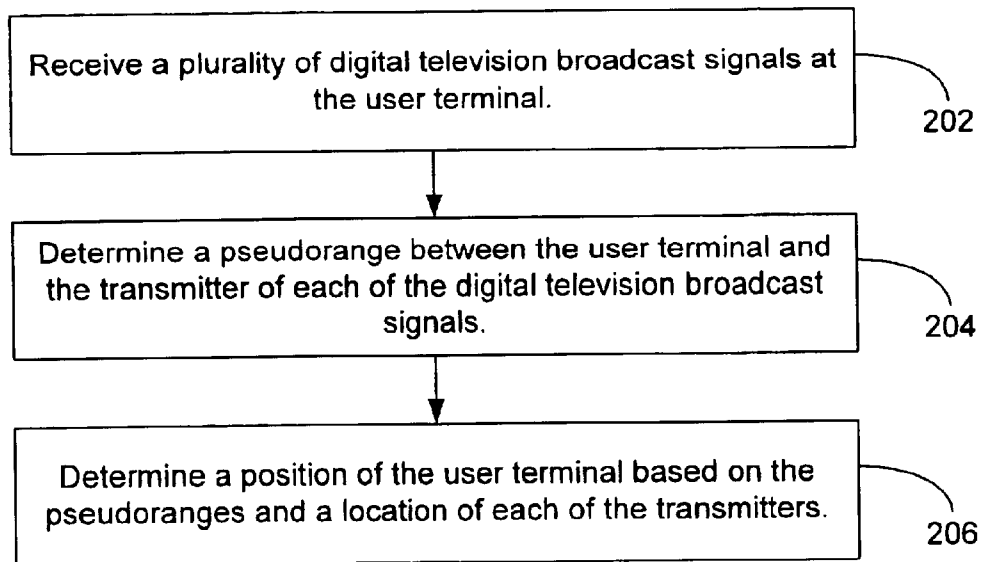 Receive a plurality of digital television broadcast signals at
the user terminal.
202
Determine a pseudorange between the user terminal and
the transmitter of each of the digital television broadcast
signals.
204
Determine a position of the user terminal based on the
pseudoranges and a location of each of the transmitters.
206